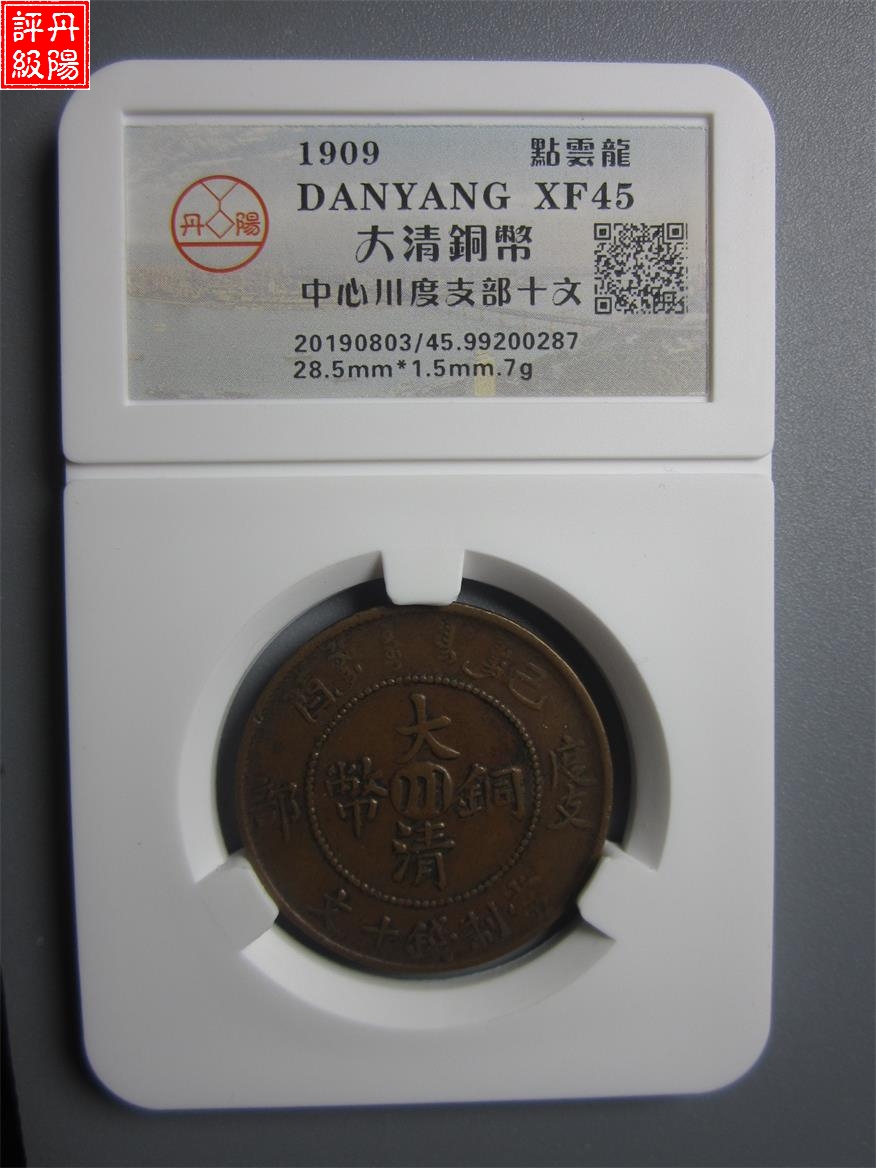 丹陽
評級
1909 點雲龍
DANYANG XF45
丹陽
大清銅幣
中心川度支部十文
20190803/45.99200287
28.5mm*1.5mm.7g
己酉
度支
部
大清銅幣
川
當制錢十文